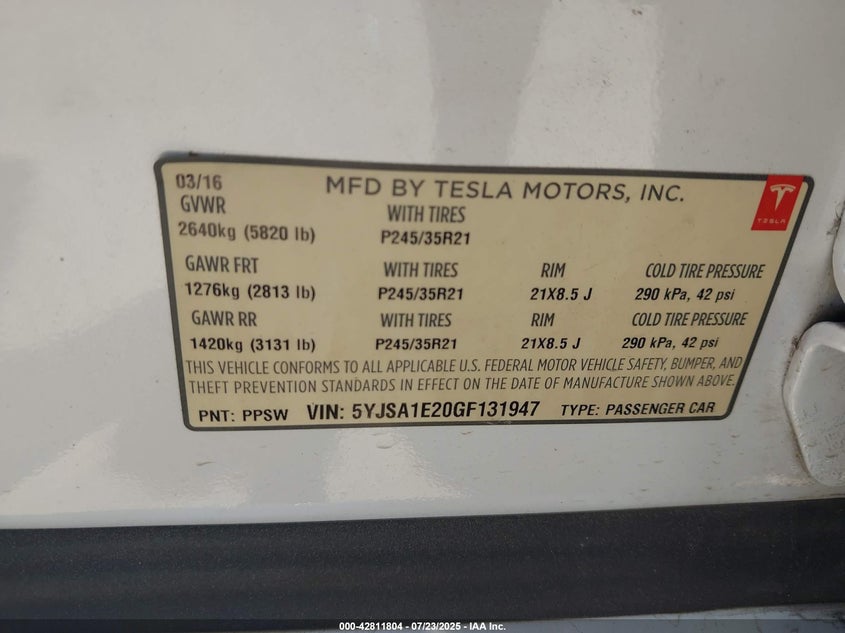 03/16 MFD BY TESLA MOTORS, INC.
TESLA
GVWR WITH TIRES
2640kg (5820 lb) P245/35R21
GAWR FRT WITH TIRES RIM COLD TIRE PRESSURE
1276kg (2813 lb) P245/35R21 21X8.5 J 290 kPa, 42 psi
GAWR RR WITH TIRES RIM COLD TIRE PRESSURE
1420kg (3131 lb) P245/35R21 21X8.5 J 290 kPa, 42 psi
THIS VEHICLE CONFORMS TO ALL APPLICABLE U.S. FEDERAL MOTOR VEHICLE SAFETY, BUMPER, AND
THEFT PREVENTION STANDARDS IN EFFECT ON THE DATE OF MANUFACTURE SHOWN ABOVE.
PNT: PPSW VIN: 5YJSA1E20GF131947 TYPE: PASSENGER CAR
000-42811804 - 07/23/2025 - IAA Inc.